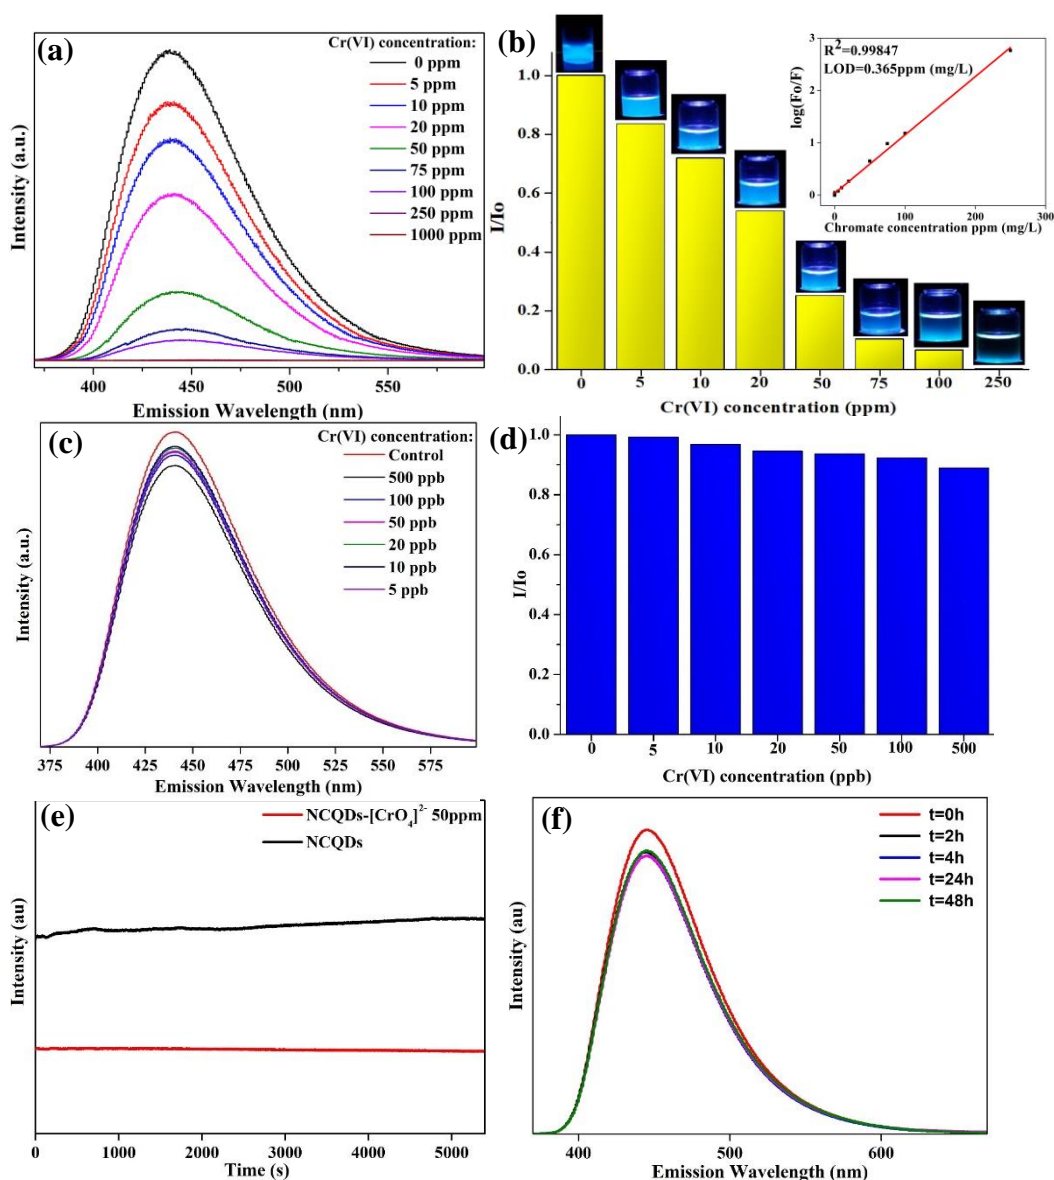 (a)
Cr(VI) concentration:
0 ppm
5 ppm
10 ppm
20 ppm
50 ppm
75 ppm
100 ppm
250 ppm
1000 ppm
Intensity (a.u.)
400 450 500 550
Emission Wavelength (nm)
(b)
1.0
0.8
0.6
0.4
0.2
0.0
I/Io
0 5 10 20 50 75 100 250
Cr(VI) concentration (ppm)
R²=0.99847
LOD=0.365ppm (mg/L)
log(Fo/F)
3
2
1
0
0 100 200 300
Chromate concentration ppm (mg/L)
(c)
Cr(VI) concentration:
Control
500 ppb
100 ppb
50 ppb
20 ppb
10 ppb
5 ppb
Intensity (a.u.)
375 400 425 450 475 500 525 550 575
Emission Wavelength (nm)
(d)
1.0
0.8
0.6
0.4
0.2
0.0
I/Io
0 5 10 20 50 100 500
Cr(VI) concentration (ppb)
(e)
NCQDs-[CrO₄]²⁻ 50ppm
NCQDs
Intensity (au)
0 1000 2000 3000 4000 5000
Time (s)
(f)
t=0h
t=2h
t=4h
t=24h
t=48h
Intensity (au)
400 500 600
Emission Wavelength (nm)